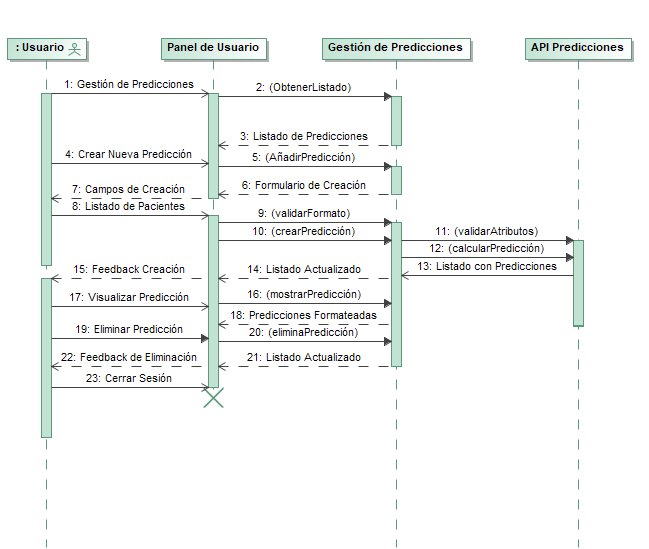 : Usuario
Panel de Usuario
Gestión de Predicciones
API Predicciones
1: Gestión de Predicciones
2: (ObtenerListado)
3: Listado de Predicciones
4: Crear Nueva Predicción
5: (AñadirPredicción)
6: Formulario de Creación
7: Campos de Creación
8: Listado de Pacientes
9: (validarFormato)
10: (crearPredicción)
11: (validarAtributos)
12: (calcularPredicción)
13: Listado con Predicciones
14: Listado Actualizado
15: Feedback Creación
16: (mostrarPredicción)
17: Visualizar Predicción
18: Predicciones Formateadas
19: Eliminar Predicción
20: (eliminaPredicción)
21: Listado Actualizado
22: Feedback de Eliminación
23: Cerrar Sesión